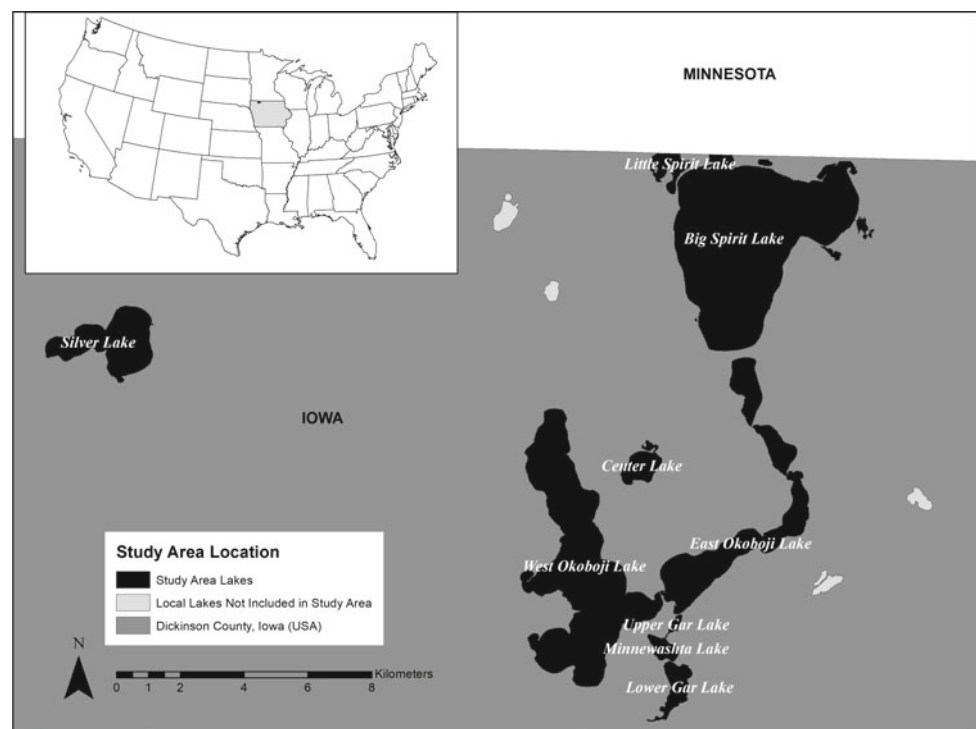 MINNESOTA
Little Spirit Lake
Big Spirit Lake
Silver Lake
IOWA
Center Lake
East Okoboji Lake
West Okoboji Lake
Upper Gar Lake
Minnewashta Lake
Lower Gar Lake
Study Area Location
Study Area Lakes
Local Lakes Not Included in Study Area
Dickinson County, Iowa (USA)
N
Kilometers
0 1 2 4 6 8